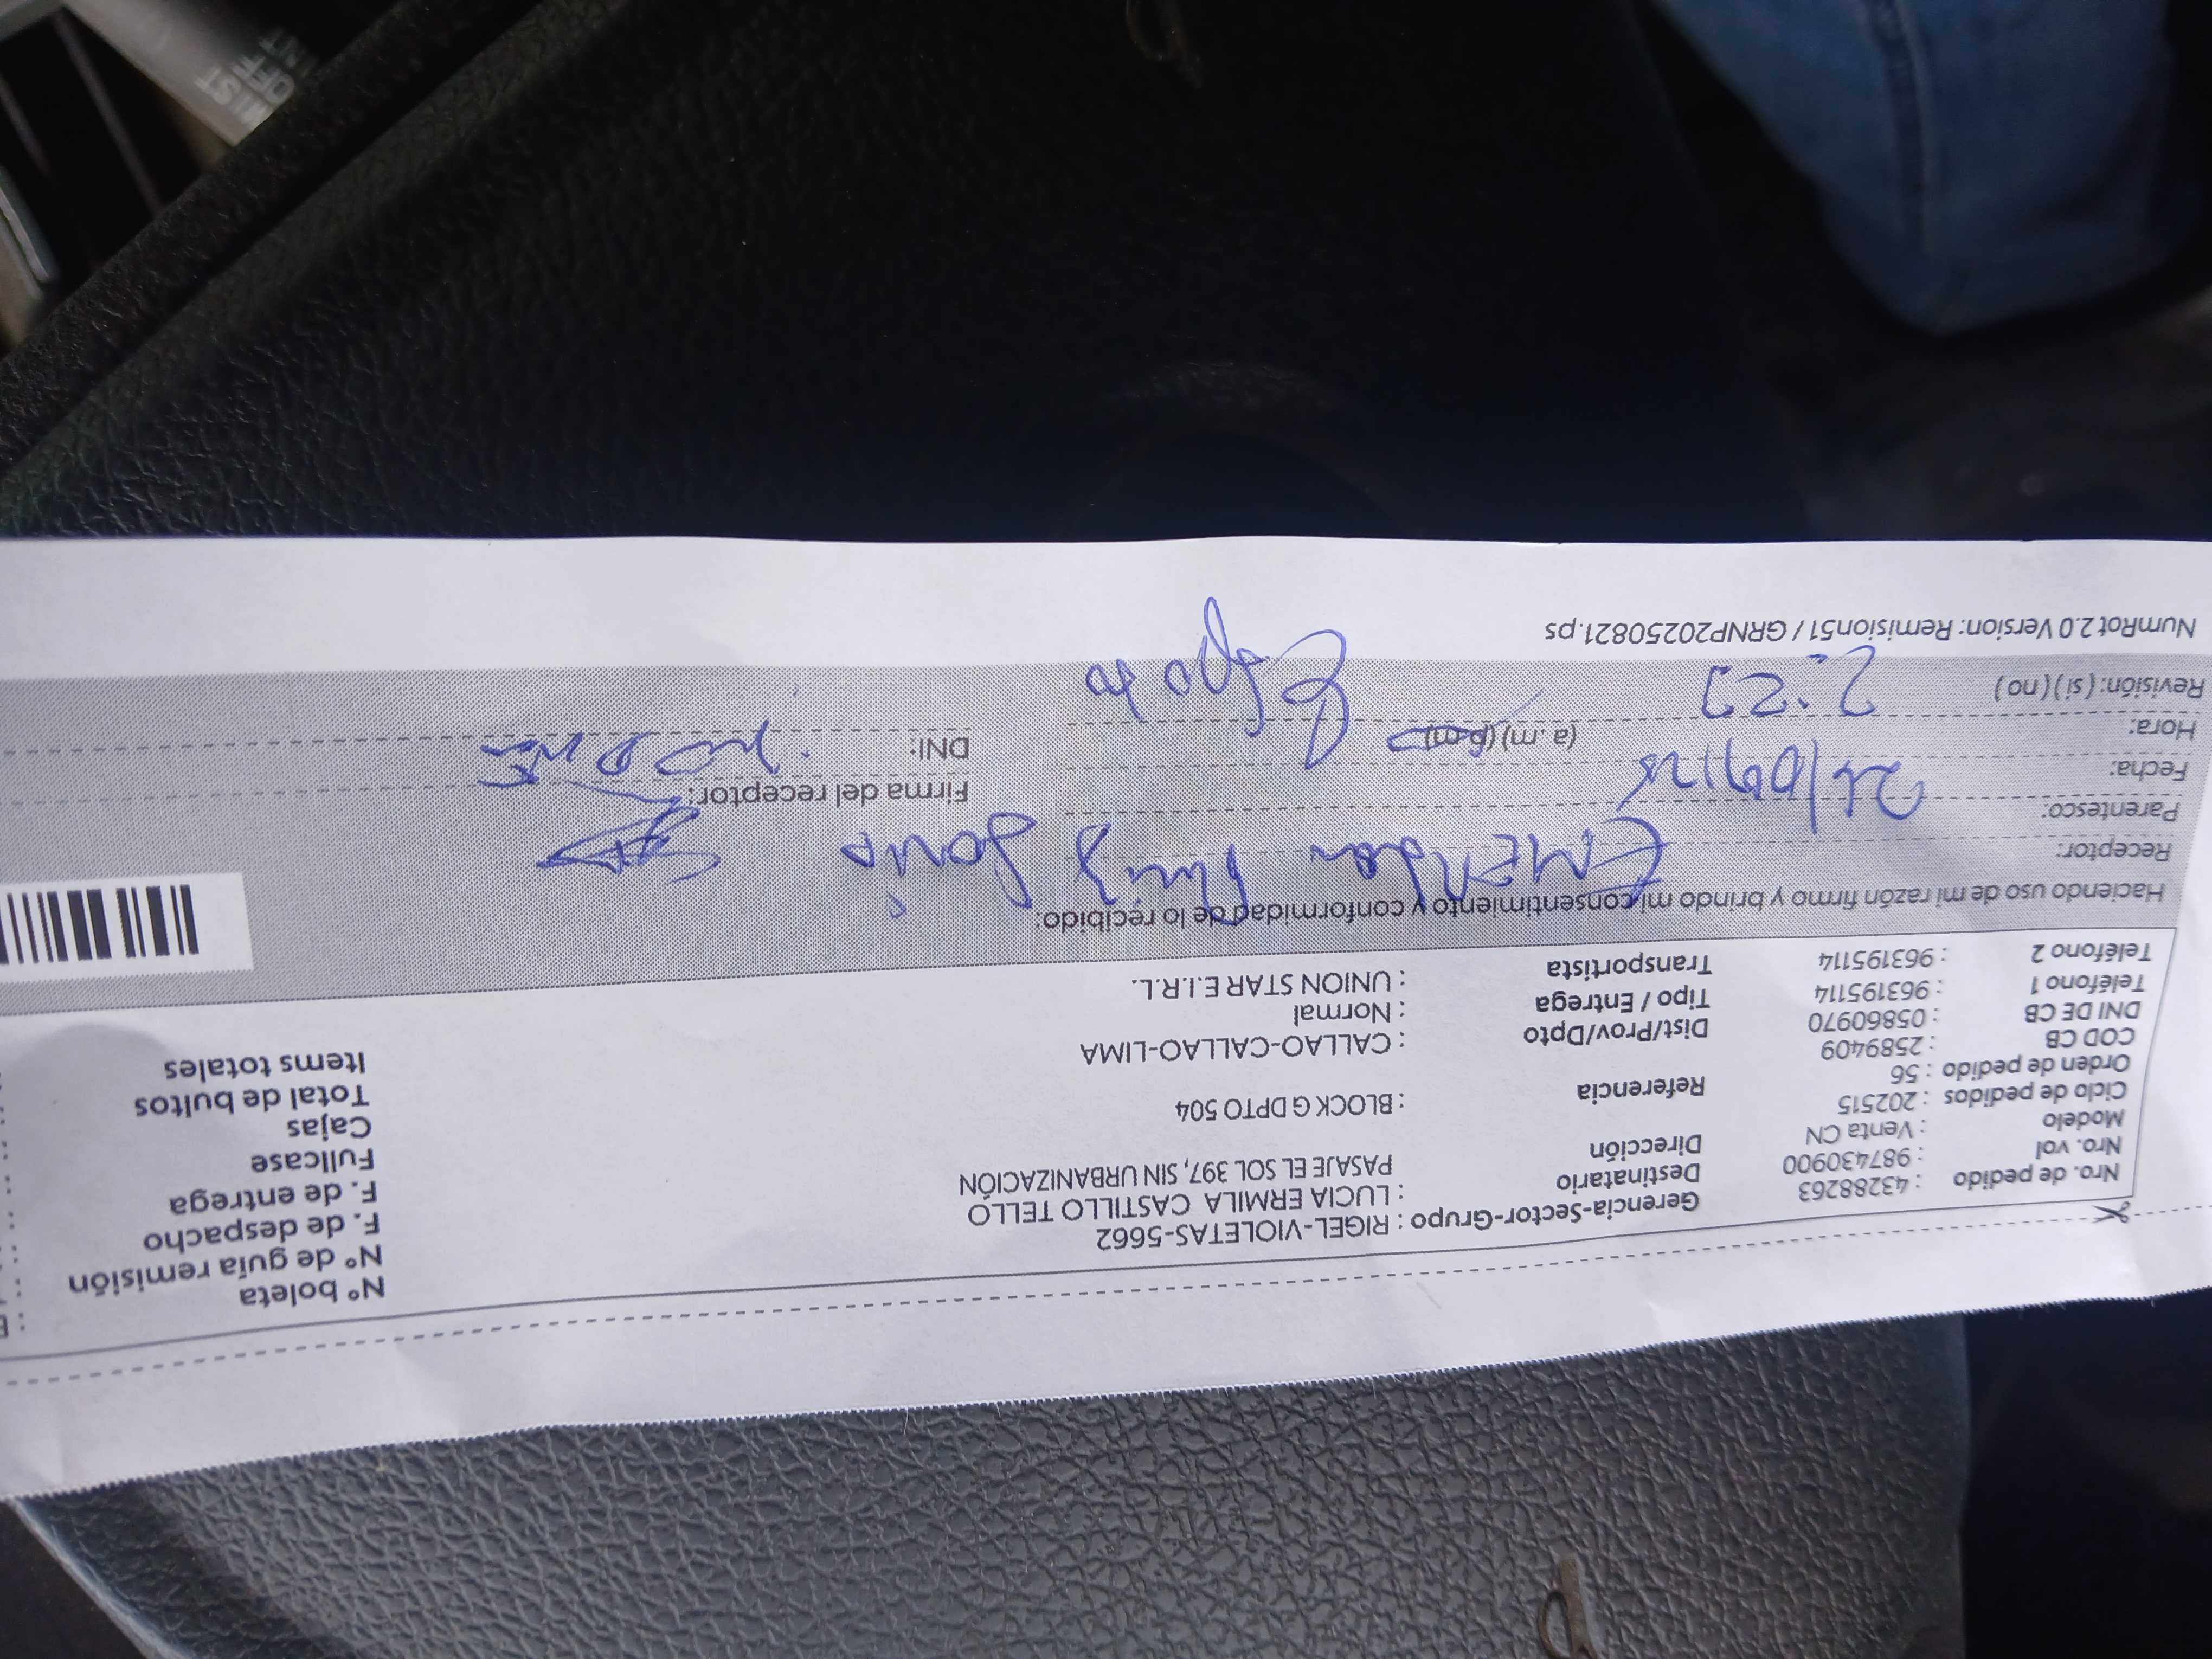 Nro. de pedido : 43288263
Nro. vol : 987430900
Modelo : Venta CN
Ciclo de pedidos : 202515
Orden de pedido : 56
COD CB : 2589409
DNI DE CB : 05860970
Teléfono 1 : 963195114
Teléfono 2 : 963195114
Gerencia-Sector-Grupo : RIGEL-VIOLETAS-5662
Destinatario : LUCIA ERMILA CASTILLO TELLO
Dirección PASAJE EL SOL 397, SIN URBANIZACIÓN
Referencia : BLOCK G DPTO 504
Dist/Prov/Dpto : CALLAO-CALLAO-LIMA
Tipo / Entrega : Normal
Transportista : UNION STAR E.I.R.L.
Nº boleta :
Nº de guía remisión :
F. de despacho :
F. de entrega :
Fullcase :
Cajas :
Total de bultos :
Items totales :
Haciendo uso de mi razón firmo y brindo mi consentimiento y conformidad de lo recibido:
Receptor:
Parentesco:
Fecha:
Hora: (a.m) (p.m)
Revisión: (si) (no)
Firma del receptor:
DNI:
NumRot 2.0 Version: Remision51 / GRNP20250821.ps